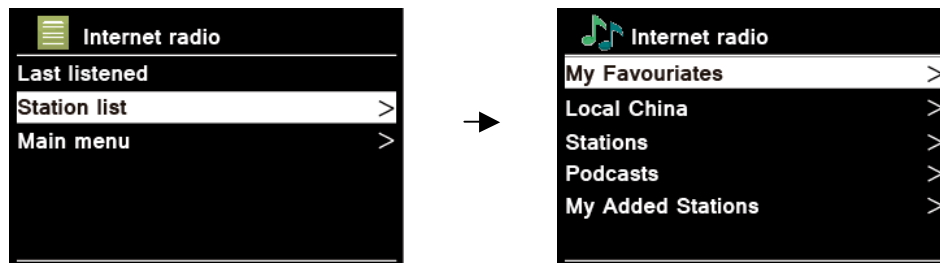 Internet radio
Last listened
Station list >
Main menu >
Internet radio
My Favouriates >
Local China >
Stations >
Podcasts >
My Added Stations >